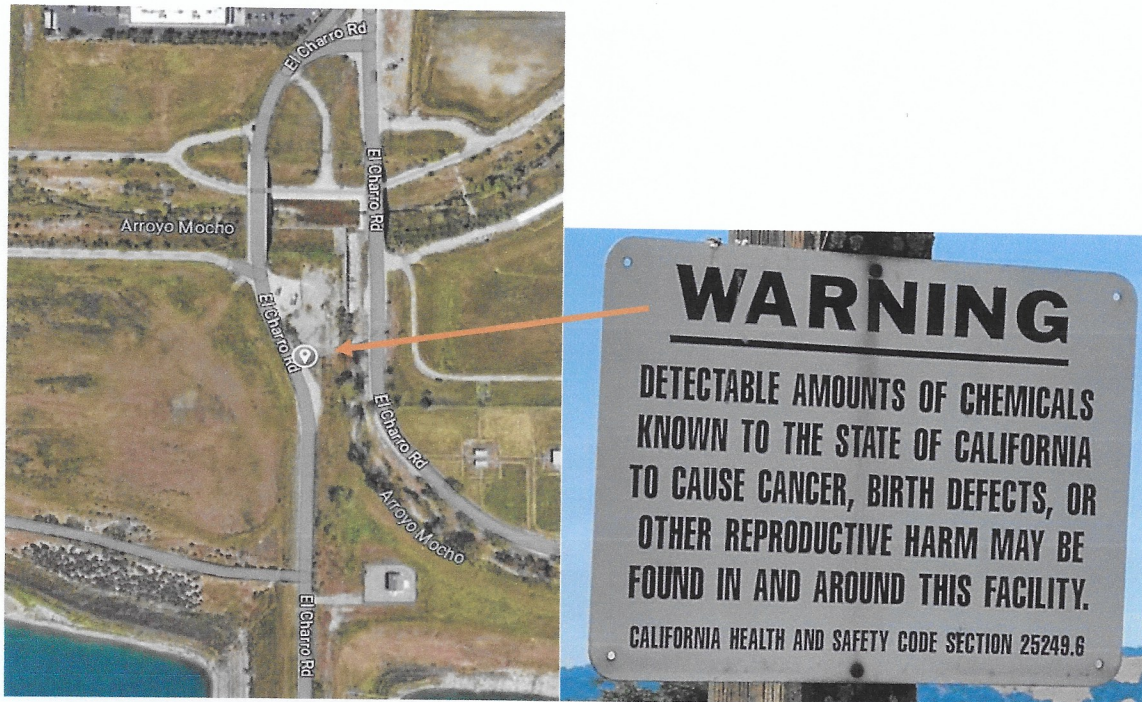 El Charro Rd
El Charro Rd
Arroyo Mocho
El Charro Rd
El Charro Rd
Arroyo Mocho
El Charro Rd
WARNING
DETECTABLE AMOUNTS OF CHEMICALS
KNOWN TO THE STATE OF CALIFORNIA
TO CAUSE CANCER, BIRTH DEFECTS, OR
OTHER REPRODUCTIVE HARM MAY BE
FOUND IN AND AROUND THIS FACILITY.
CALIFORNIA HEALTH AND SAFETY CODE SECTION 25249.6